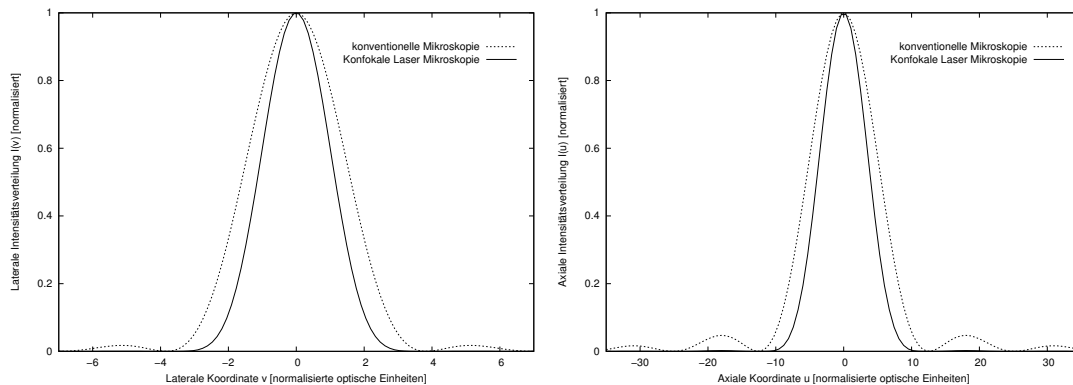 Laterale Intensitätsverteilung I(v) [normalisiert]
1
0.8
0.6
0.4
0.2
0
konventionelle Mikroskopie
Konfokale Laser Mikroskopie
−6 −4 −2 0 2 4 6
Laterale Koordinate v [normalisierte optische Einheiten]
Axiale Intensitätsverteilung I(u) [normalisiert]
1
0.8
0.6
0.4
0.2
0
konventionelle Mikroskopie
Konfokale Laser Mikroskopie
−30 −20 −10 0 10 20 30
Axiale Koordinate u [normalisierte optische Einheiten]